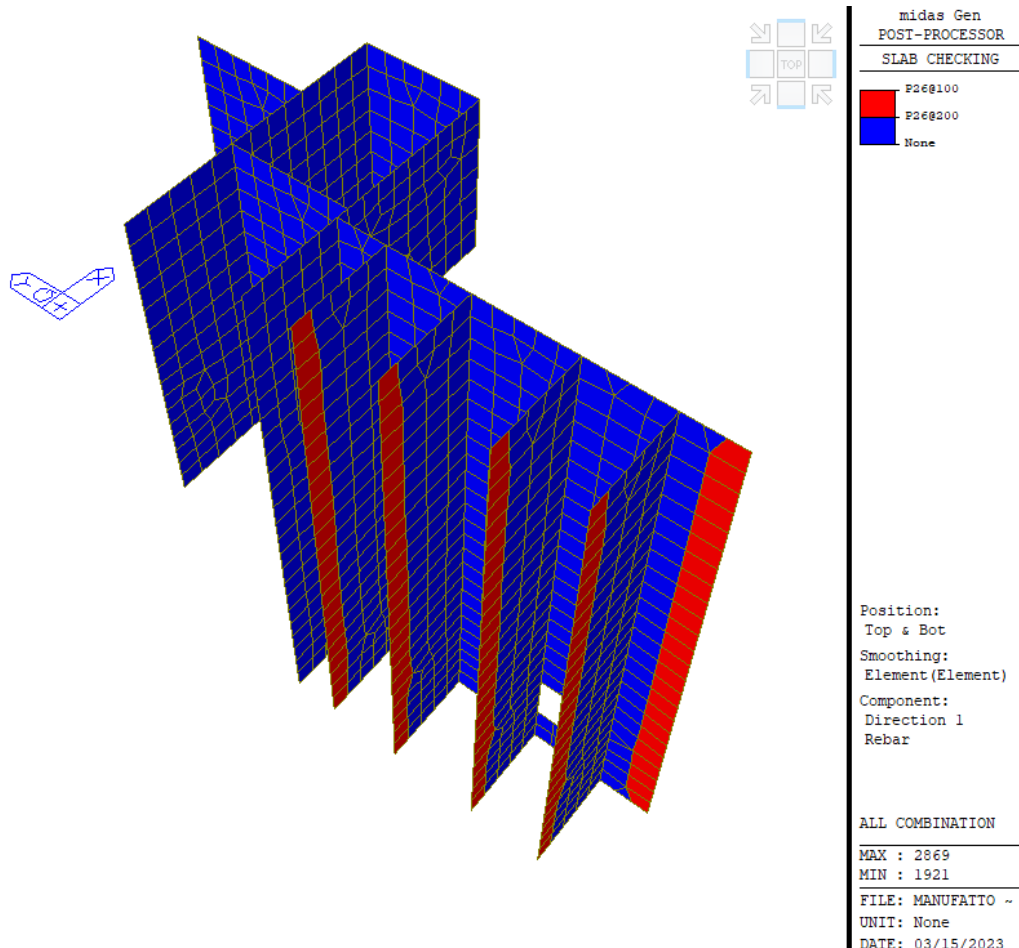 midas Gen
POST-PROCESSOR
SLAB CHECKING
P26@100
P26@200
None
TOP
Y
X
Position:
Top & Bot
Smoothing:
Element(Element)
Component:
Direction 1
Rebar
ALL COMBINATION
MAX : 2869
MIN : 1921
FILE: MANUFATTO ~
UNIT: None
DATE: 03/15/2023